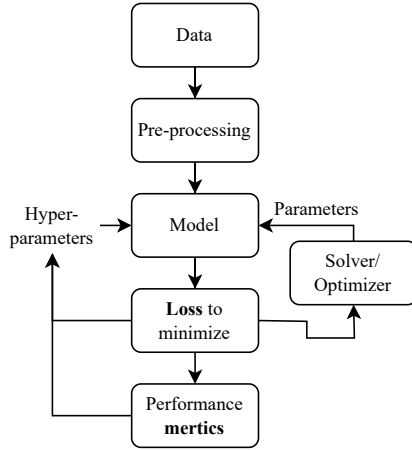 Data
Pre-processing
Hyper-
parameters
Model
Parameters
Solver/
Optimizer
Loss to
minimize
Performance
mertics